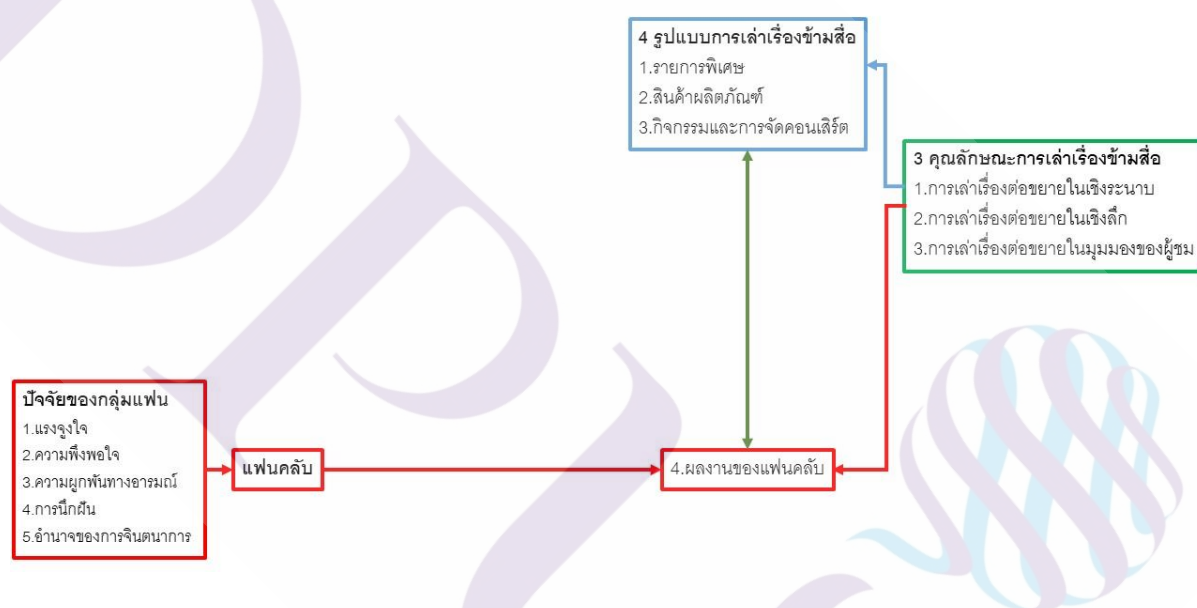 4 รูปแบบการเล่าเรื่องข้ามสื่อ
1.รายการพิเศษ
2.สินค้าผลิตภัณฑ์
3.กิจกรรมและการจัดคอนเสิร์ต
3 คุณลักษณะการเล่าเรื่องข้ามสื่อ
1.การเล่าเรื่องต่อขยายในเชิงระนาบ
2.การเล่าเรื่องต่อขยายในเชิงลึก
3.การเล่าเรื่องต่อขยายในมุมมองของผู้ชม
ปัจจัยของกลุ่มแฟน
1.แรงจูงใจ
2.ความพึงพอใจ
3.ความผูกพันทางอารมณ์
4.การนึกฝัน
5.อำนาจของการจินตนาการ
แฟนคลับ
4.ผลงานของแฟนคลับ